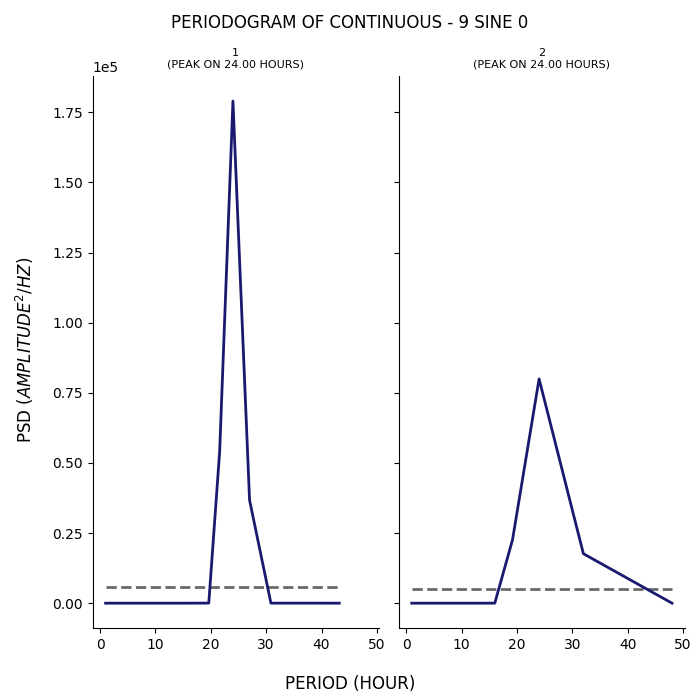 PERIODOGRAM OF CONTINUOUS - 9 SINE 0
1
(PEAK ON 24.00 HOURS)
2
(PEAK ON 24.00 HOURS)
1e5
1.75
1.50
1.25
1.00
0.75
0.50
0.25
0.00
PSD (AMPLITUDE²/HZ)
0 10 20 30 40 50
0 10 20 30 40 50
PERIOD (HOUR)